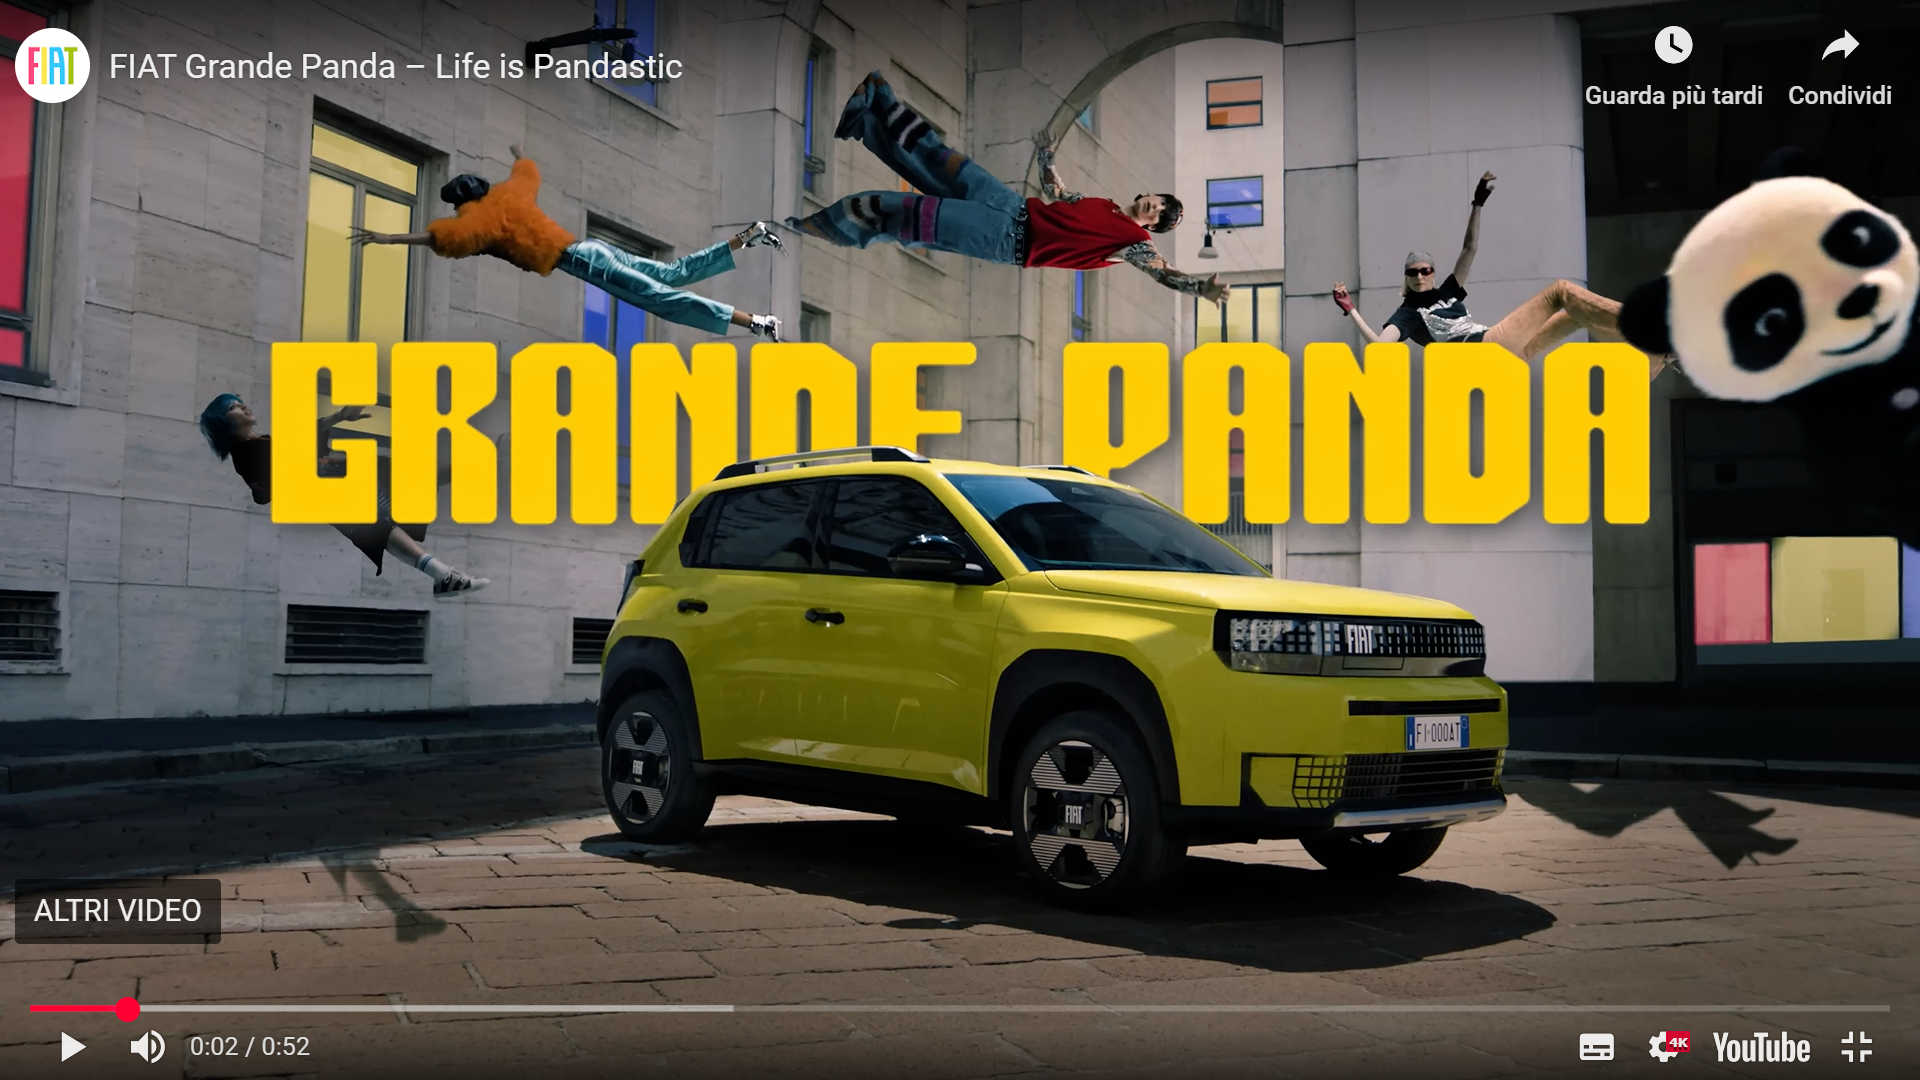 FIAT
FIAT Grande Panda – Life is Pandastic
Guarda più tardi
Condividi
GRANDE PANDA
FIAT
FI 000AT
FIAT
FIAT
ALTRI VIDEO
0:02 / 0:52
4K
YouTube